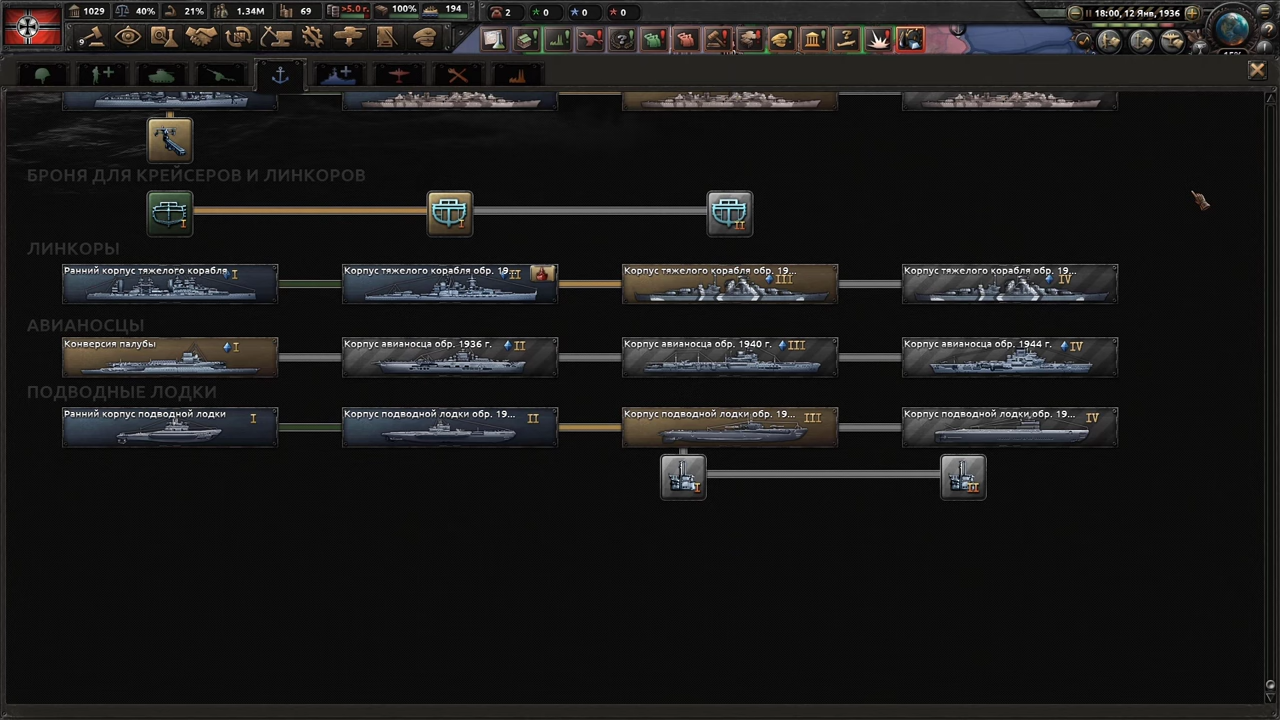 1029 40% 21% 1.34M 69 >5.0 г. 100% 194 2 0 0 0 18:00, 12 Янв, 1936
9
БРОНЯ ДЛЯ КРЕЙСЕРОВ И ЛИНКОРОВ
I I II
ЛИНКОРЫ
Ранний корпус тяжелого корабля I Корпус тяжелого корабля обр. 19... II Корпус тяжелого корабля обр. 19... III Корпус тяжелого корабля обр. 19... IV
АВИАНОСЦЫ
Конверсия палубы I Корпус авианосца обр. 1936 г. II Корпус авианосца обр. 1940 г. III Корпус авианосца обр. 1944 г. IV
ПОДВОДНЫЕ ЛОДКИ
Ранний корпус подводной лодки I Корпус подводной лодки обр. 19... II Корпус подводной лодки обр. 19... III Корпус подводной лодки обр. 19... IV
I II